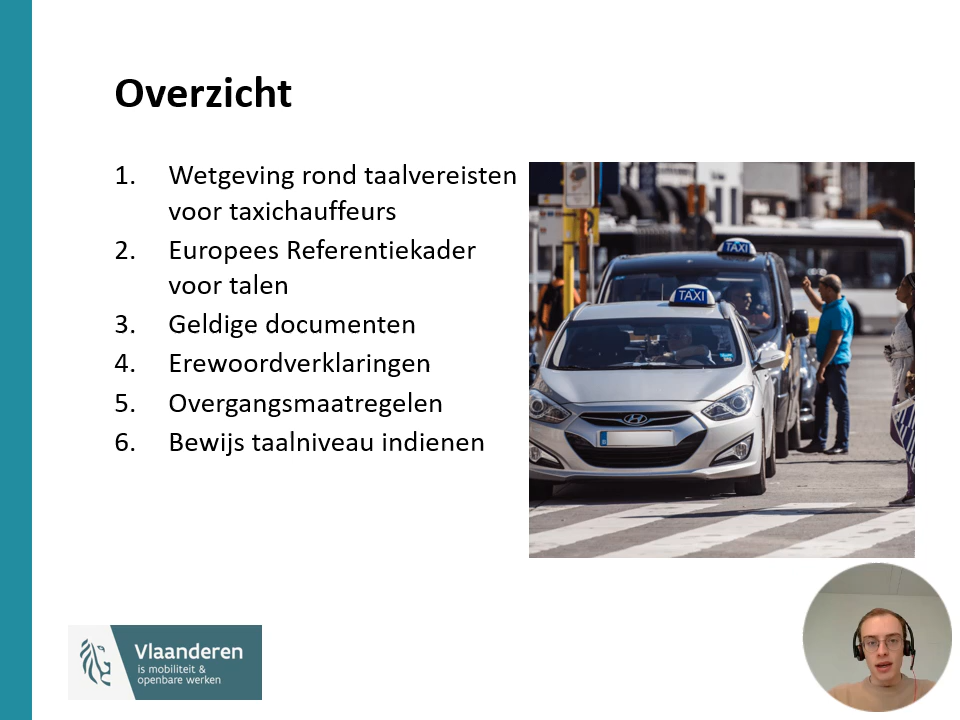 Overzicht
1. Wetgeving rond taalvereisten
voor taxichauffeurs
2. Europees Referentiekader
voor talen
3. Geldige documenten
4. Erewoordverklaringen
5. Overgangsmaatregelen
6. Bewijs taalniveau indienen
TAXI
TAXI
Vlaanderen
is mobiliteit &
openbare werken